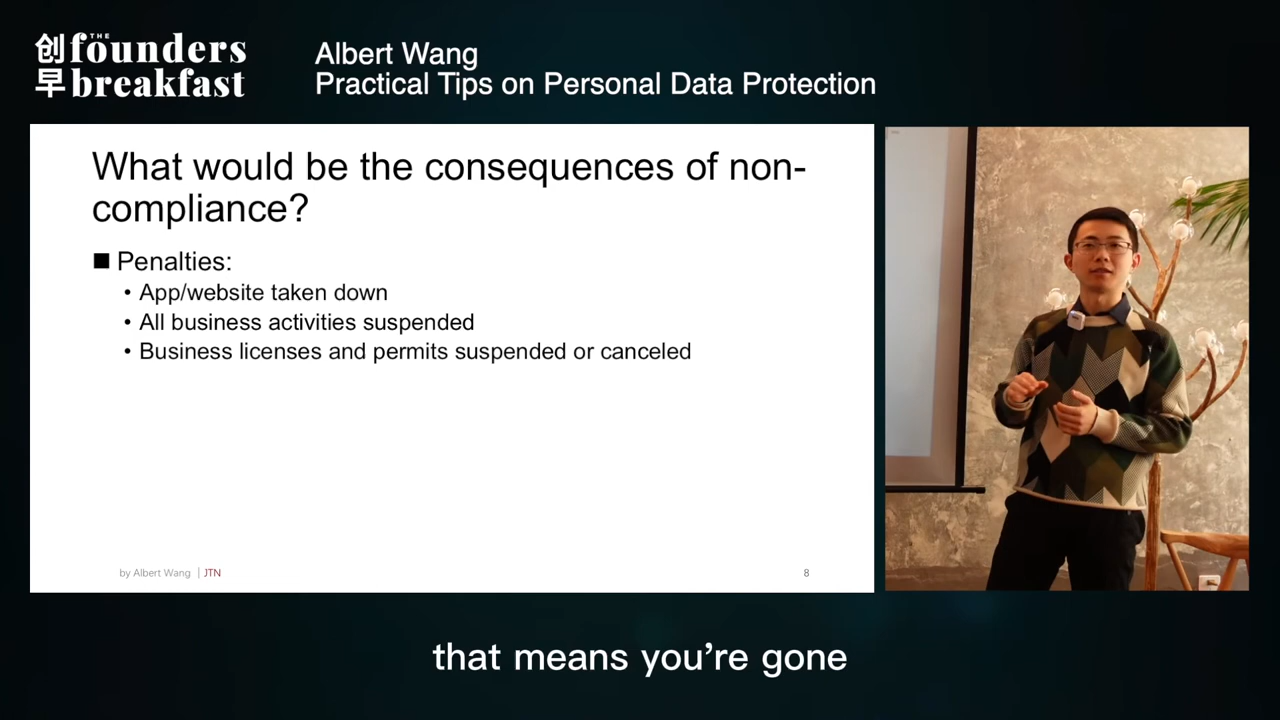 创 THE founders
早 breakfast
Albert Wang
Practical Tips on Personal Data Protection
What would be the consequences of non-
compliance?
■ Penalties:
• App/website taken down
• All business activities suspended
• Business licenses and permits suspended or canceled
by Albert Wang | JTN
8
that means you’re gone